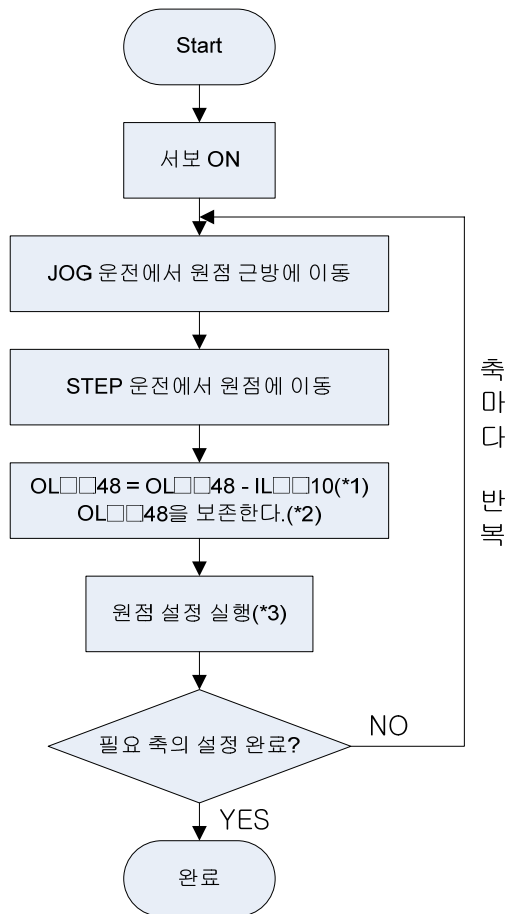 Start
서보 ON
JOG 운전에서 원점 근방에 이동
STEP 운전에서 원점에 이동
OL□□48 = OL□□48 - IL□□10(*1)
OL□□48을 보존한다.(*2)
원점 설정 실행(*3)
필요 축의 설정 완료?
NO
YES
완료
축마다 반복